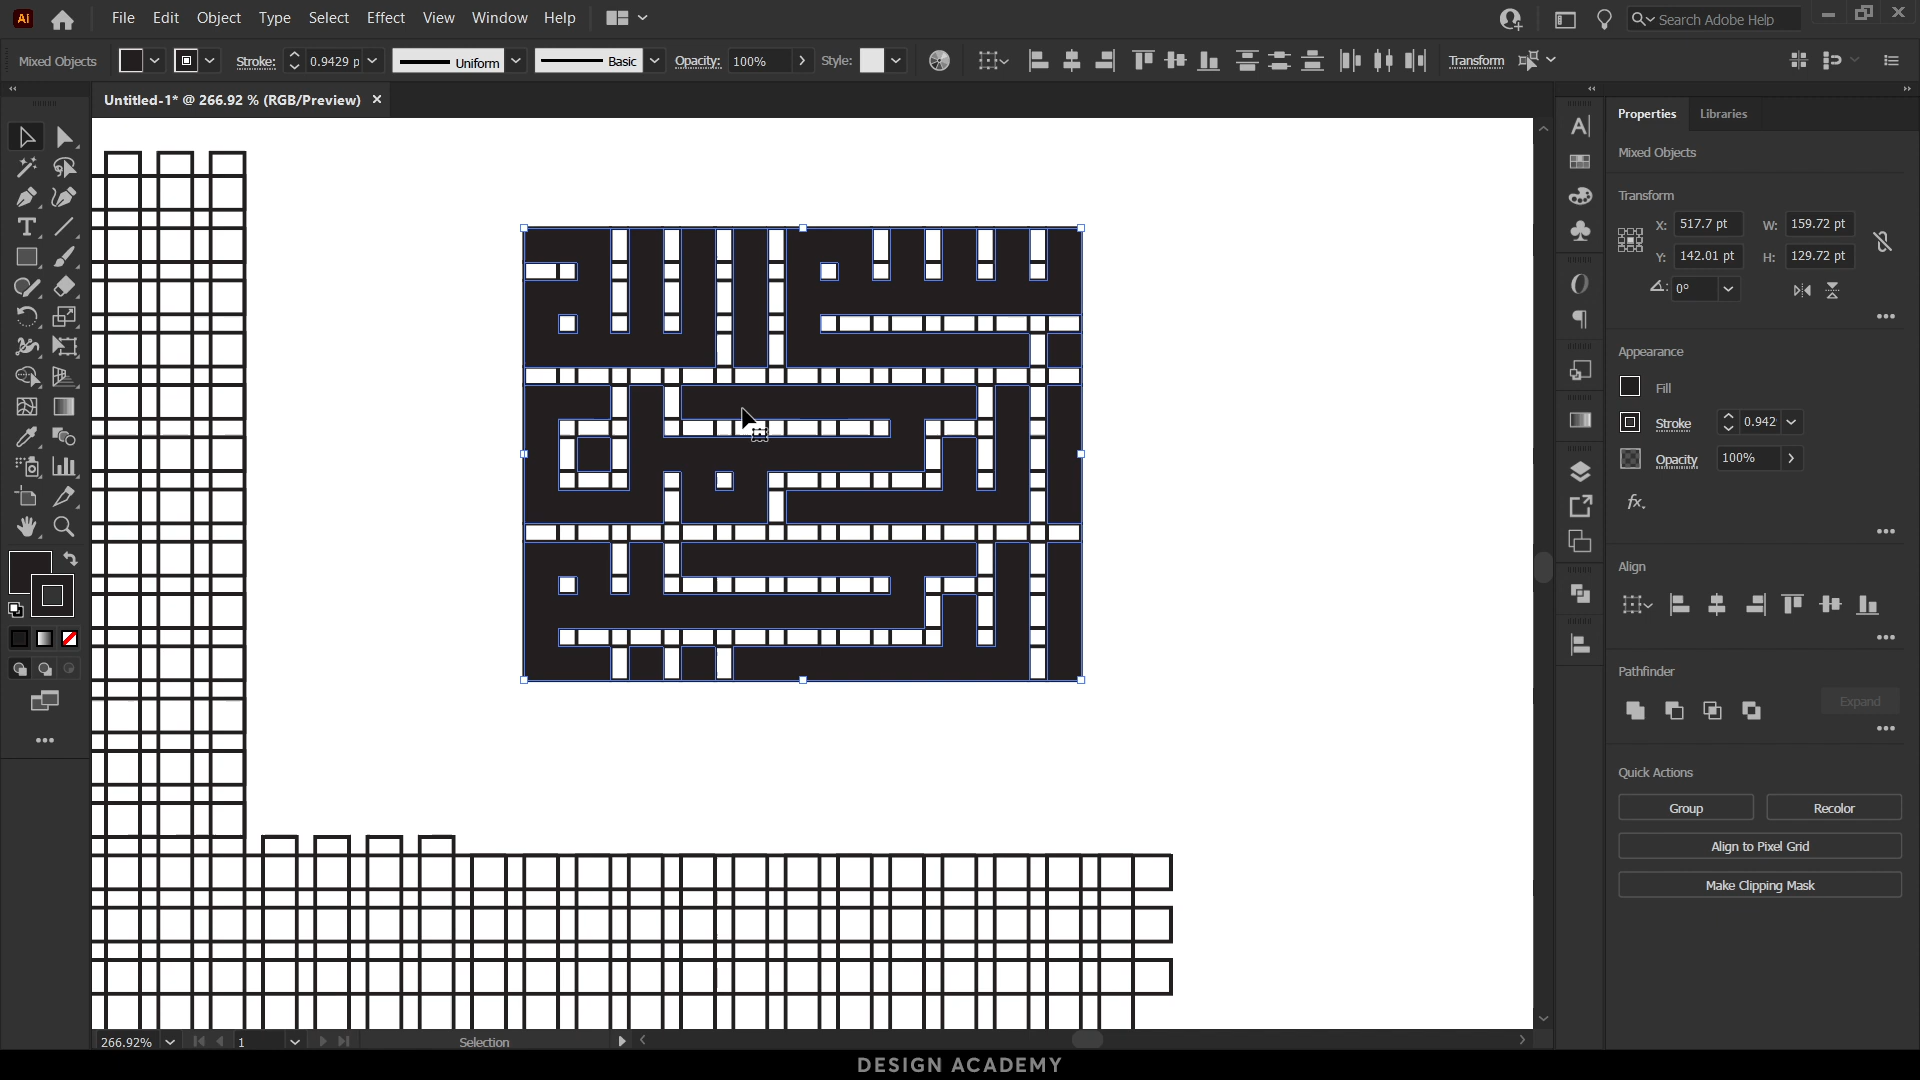 Ai File Edit Object Type Select Effect View Window Help Search Adobe Help
Mixed Objects Stroke: 0.9429 p Uniform Basic Opacity: 100% Style: Transform
Untitled-1* @ 266.92 % (RGB/Preview) ×
Properties Libraries
Mixed Objects
Transform
X: 517.7 pt W: 159.72 pt
Y: 142.01 pt H: 129.72 pt
0°
Appearance
Fill
Stroke 0.942
Opacity 100%
fx.
Align
Pathfinder
Expand
Quick Actions
Group Recolor
Align to Pixel Grid
Make Clipping Mask
266.92% 1 Selection
DESIGN ACADEMY